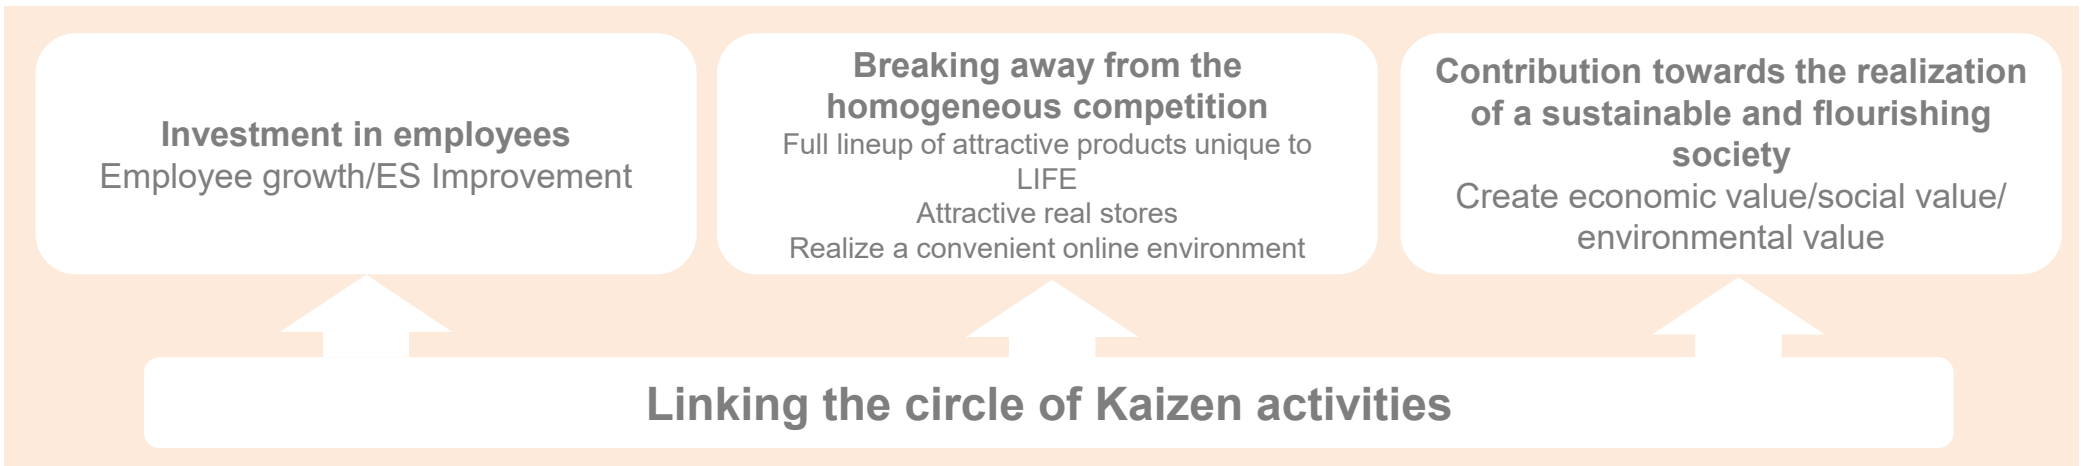 Investment in employees
Employee growth/ES Improvement
Breaking away from the
homogeneous competition
Full lineup of attractive products unique to
LIFE
Attractive real stores
Realize a convenient online environment
Contribution towards the realization
of a sustainable and flourishing
society
Create economic value/social value/
environmental value
Linking the circle of Kaizen activities